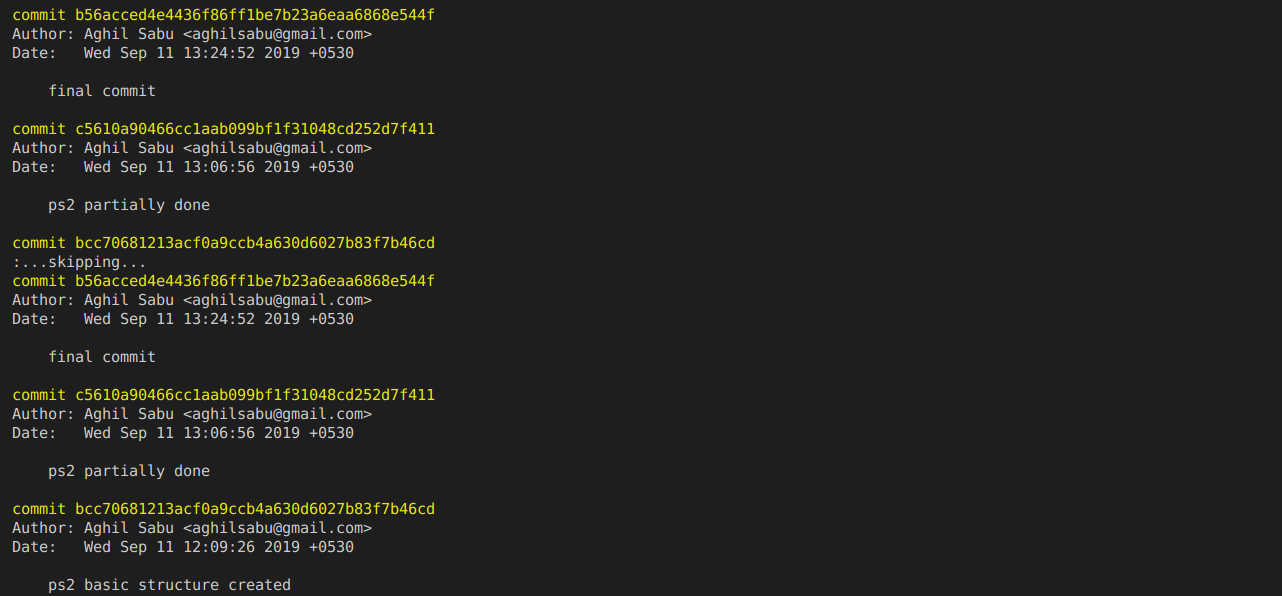 commit b56acced4e4436f86ff1be7b23a6eaa6868e544f
Author: Aghil Sabu <aghilsabu@gmail.com>
Date:   Wed Sep 11 13:24:52 2019 +0530
    final commit
commit c5610a90466cc1aab099bf1f31048cd252d7f411
Author: Aghil Sabu <aghilsabu@gmail.com>
Date:   Wed Sep 11 13:06:56 2019 +0530
    ps2 partially done
commit bcc70681213acf0a9ccb4a630d6027b83f7b46cd
:...skipping...
commit b56acced4e4436f86ff1be7b23a6eaa6868e544f
Author: Aghil Sabu <aghilsabu@gmail.com>
Date:   Wed Sep 11 13:24:52 2019 +0530
    final commit
commit c5610a90466cc1aab099bf1f31048cd252d7f411
Author: Aghil Sabu <aghilsabu@gmail.com>
Date:   Wed Sep 11 13:06:56 2019 +0530
    ps2 partially done
commit bcc70681213acf0a9ccb4a630d6027b83f7b46cd
Author: Aghil Sabu <aghilsabu@gmail.com>
Date:   Wed Sep 11 12:09:26 2019 +0530
    ps2 basic structure created